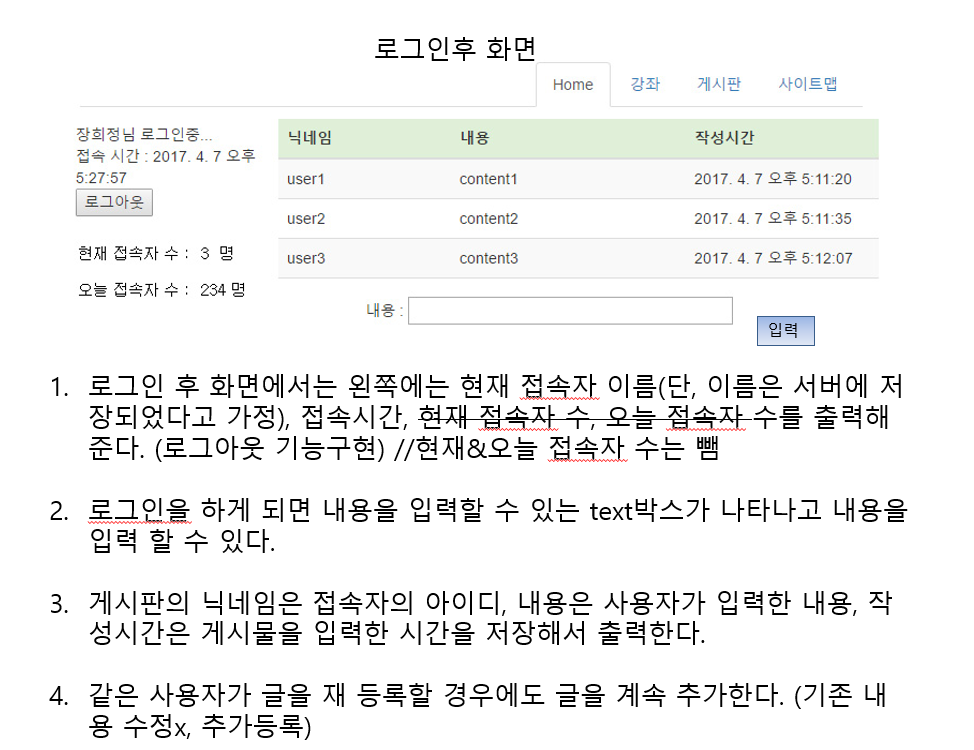 로그인후 화면
Home 강좌 게시판 사이트맵
장희정님 로그인중...
접속 시간 : 2017. 4. 7 오후
5:27:57
로그아웃
현재 접속자 수 : 3 명
오늘 접속자 수 : 234 명
닉네임 내용 작성시간
user1 content1 2017. 4. 7 오후 5:11:20
user2 content2 2017. 4. 7 오후 5:11:35
user3 content3 2017. 4. 7 오후 5:12:07
내용 :
입력
1. 로그인 후 화면에서는 왼쪽에는 현재 접속자 이름(단, 이름은 서버에 저
장되었다고 가정), 접속시간, 현재 접속자 수, 오늘 접속자 수를 출력해
준다. (로그아웃 기능구현) //현재&오늘 접속자 수는 뺌
2. 로그인을 하게 되면 내용을 입력할 수 있는 text박스가 나타나고 내용을
입력 할 수 있다.
3. 게시판의 닉네임은 접속자의 아이디, 내용은 사용자가 입력한 내용, 작
성시간은 게시물을 입력한 시간을 저장해서 출력한다.
4. 같은 사용자가 글을 재 등록할 경우에도 글을 계속 추가한다. (기존 내
용 수정x, 추가등록)